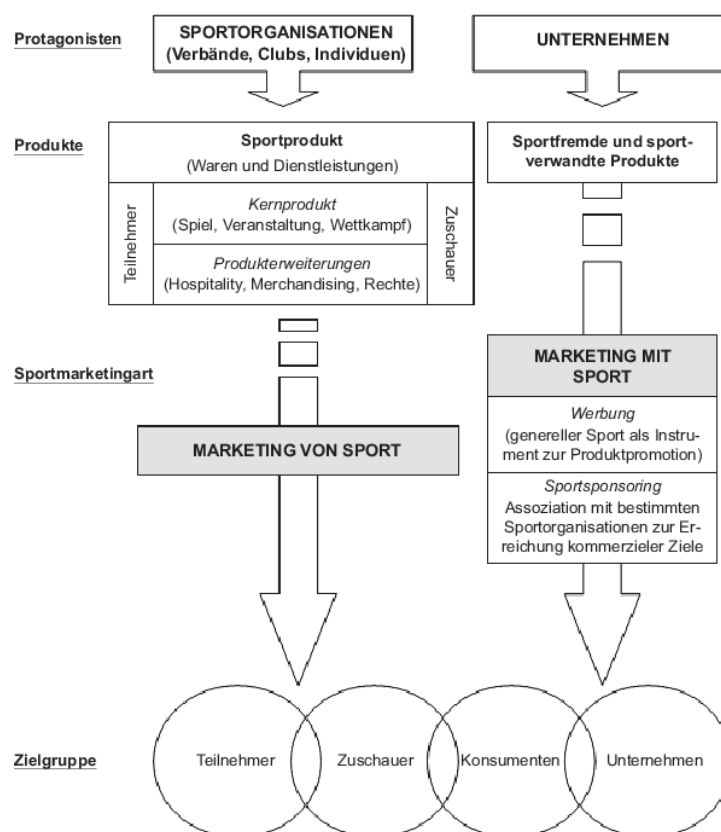 Protagonisten
SPORTORGANISATIONEN
(Verbände, Clubs, Individuen)
UNTERNEHMEN
Produkte
Sportprodukt
(Waren und Dienstleistungen)
Teilnehmer
Kernprodukt
(Spiel, Veranstaltung, Wettkampf)
Produkterweiterungen
(Hospitality, Merchandising, Rechte)
Zuschauer
Sportfremde und sport-
verwandte Produkte
Sportmarketingart
MARKETING VON SPORT
MARKETING MIT
SPORT
Werbung
(genereller Sport als Instru-
ment zur Produktpromotion)
Sportsponsoring
Assoziation mit bestimmten
Sportorganisationen zur Er-
reichung kommerzieler Ziele
Zielgruppe
Teilnehmer
Zuschauer
Konsumenten
Unternehmen